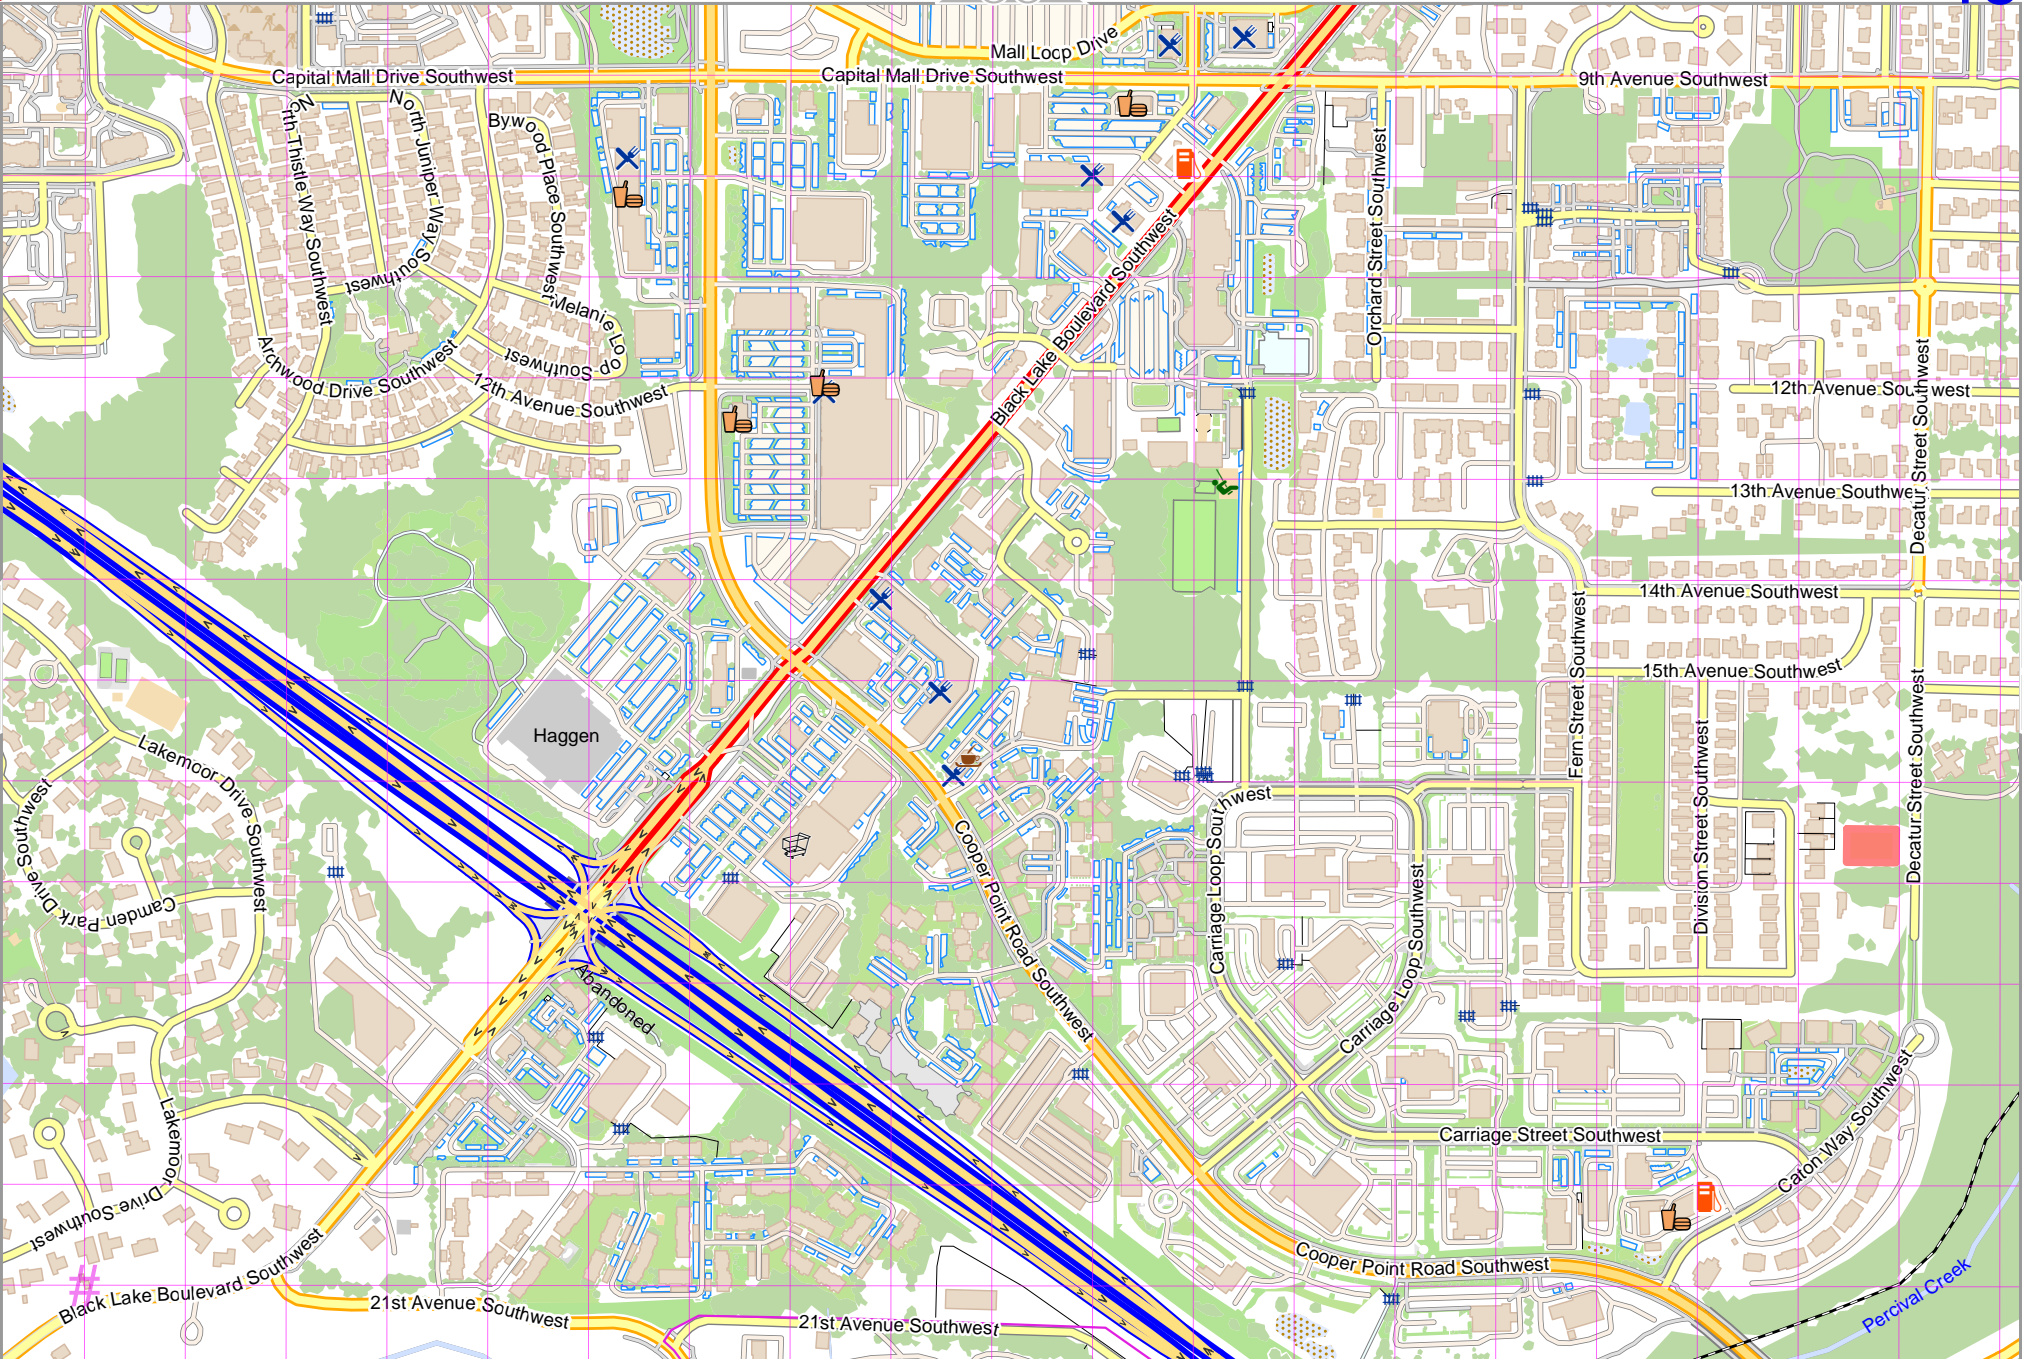 Mall Loop Drive
Capital Mall Drive Southwest
Capital Mall Drive Southwest
9th Avenue Southwest
North Thistle Way Southwest
North Juniper Way Southwest
Southwest
Bywood Place Southwest
Melanie Loop Southwest
Orchard Street Southwest
Black Lake Boulevard Southwest
Archwood Drive Southwest
12th Avenue Southwest
12th Avenue Southwest
Decatur Street Southwest
13th Avenue Southwest
14th Avenue Southwest
15th Avenue Southwest
Fern Street Southwest
Haggen
Lakemoor Drive Southwest
Park Drive Southwest
Camden Park Drive Southwest
Cooper Point Road Southwest
Carriage Loop Southwest
Carriage Loop Southwest
Division Street Southwest
Decatur Street Southwest
Abandoned
Carriage Street Southwest
Caton Way Southwest
Lakemoor Drive Southwest
Black Lake Boulevard Southwest
21st Avenue Southwest
21st Avenue Southwest
Cooper Point Road Southwest
Percival Creek